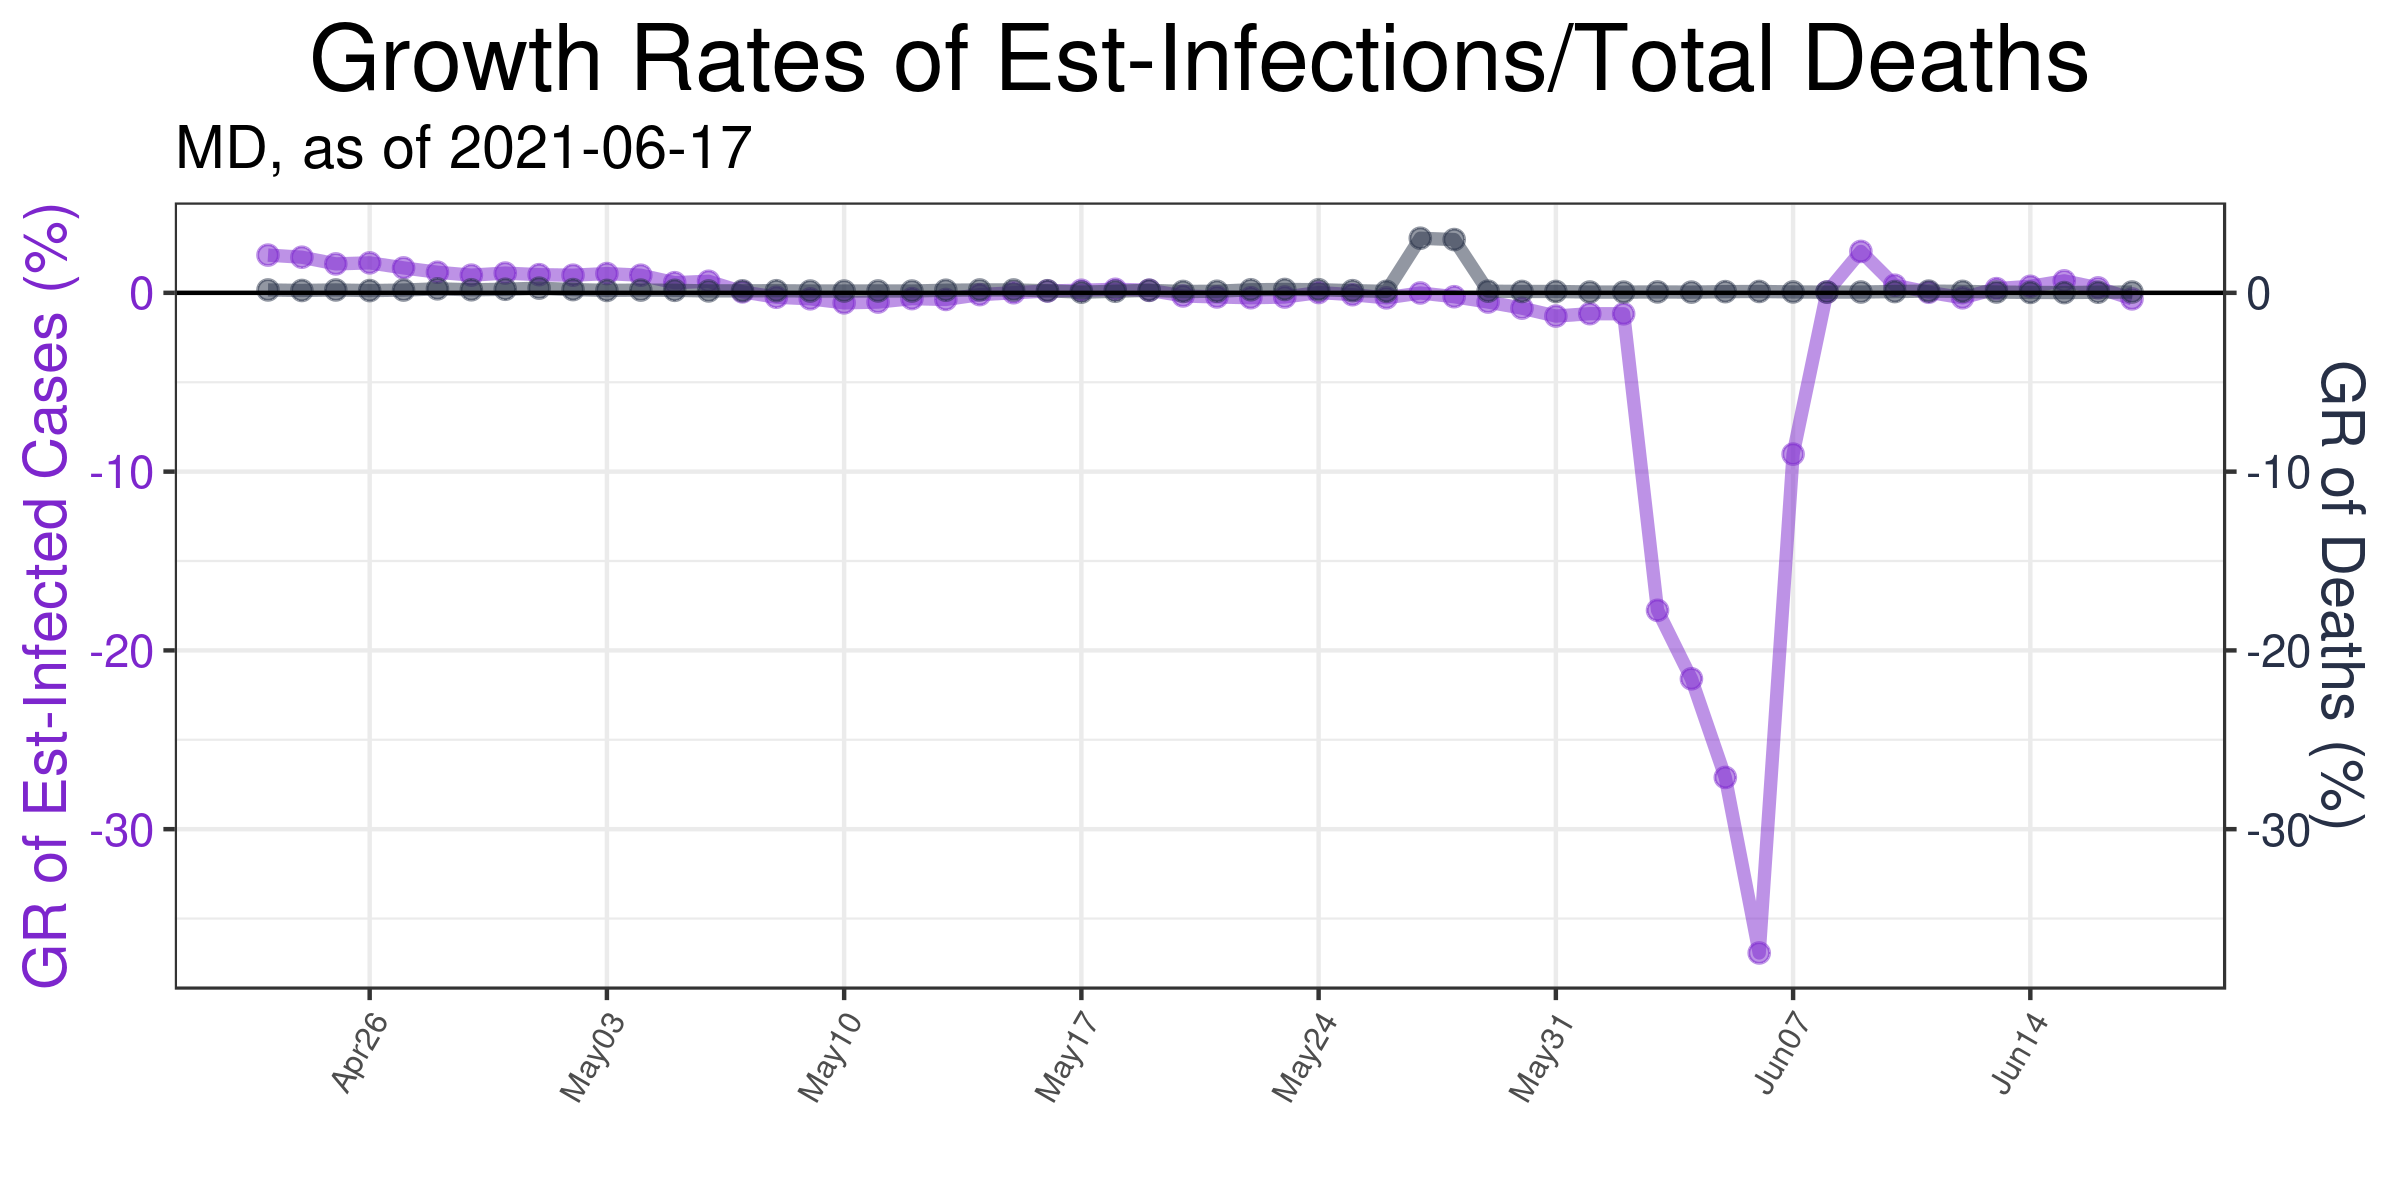 Growth Rates of Est-Infections/Total Deaths
MD, as of 2021-06-17
GR of Est-Infected Cases (%)
0
-10
-20
-30
0
-10
-20
-30
GR of Deaths (%)
Apr26
May03
May10
May17
May24
May31
Jun07
Jun14